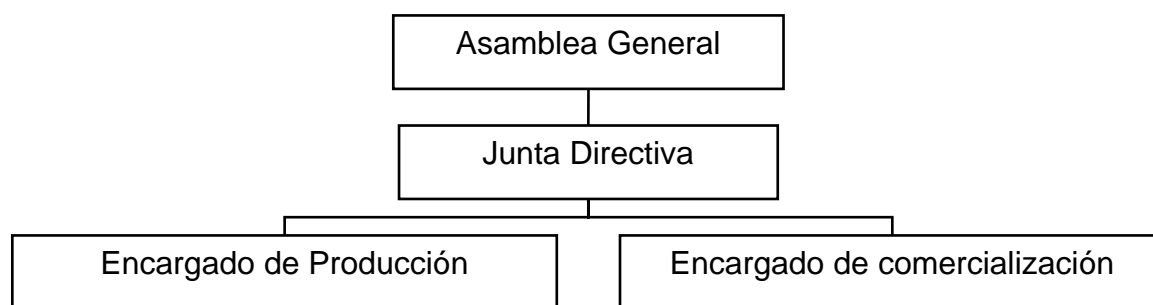 Asamblea General
Junta Directiva
Encargado de Producción
Encargado de comercialización